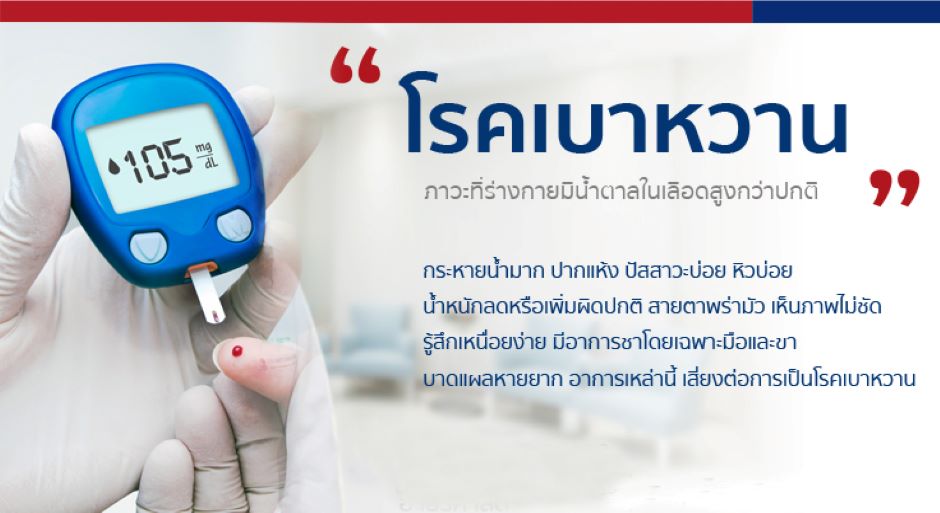 “
โรคเบาหวาน
ภาวะที่ร่างกายมีน้ำตาลในเลือดสูงกว่าปกติ
”
105 mg/dL
กระหายน้ำมาก ปากแห้ง ปัสสาวะบ่อย หิวบ่อย
น้ำหนักลดหรือเพิ่มผิดปกติ สายตาพร่ามัว เห็นภาพไม่ชัด
รู้สึกเหนื่อยง่าย มีอาการชาโดยเฉพาะมือและขา
บาดแผลหายยาก อาการเหล่านี้ เสี่ยงต่อการเป็นโรคเบาหวาน